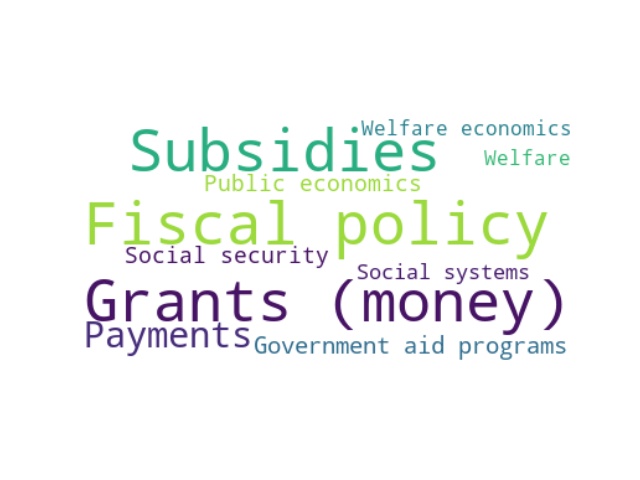 Welfare economics
Subsidies
Welfare
Public economics
Fiscal policy
Social security
Social systems
Grants (money)
Payments
Government aid programs